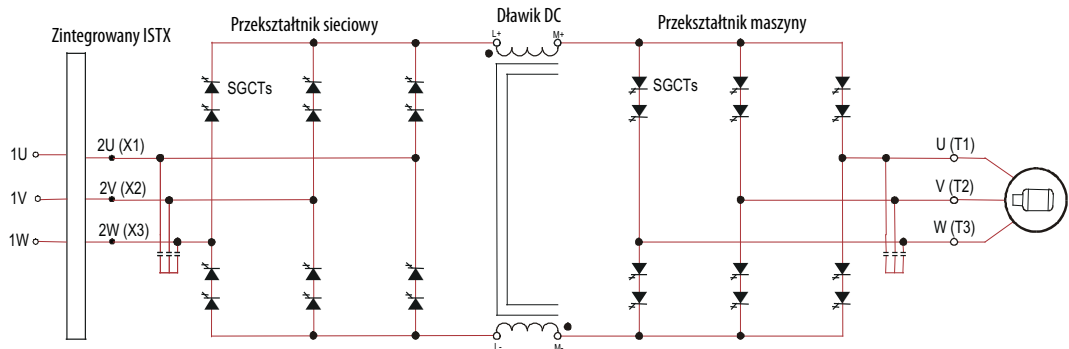 Dławik DC
Przekształtnik sieciowy
Przekształtnik maszyny
Zintegrowany ISTX
L+
M+
SGCTs
SGCTs
1U
2U (X1)
U (T1)
1V
2V (X2)
V (T2)
1W
2W (X3)
W (T3)
L-
M-